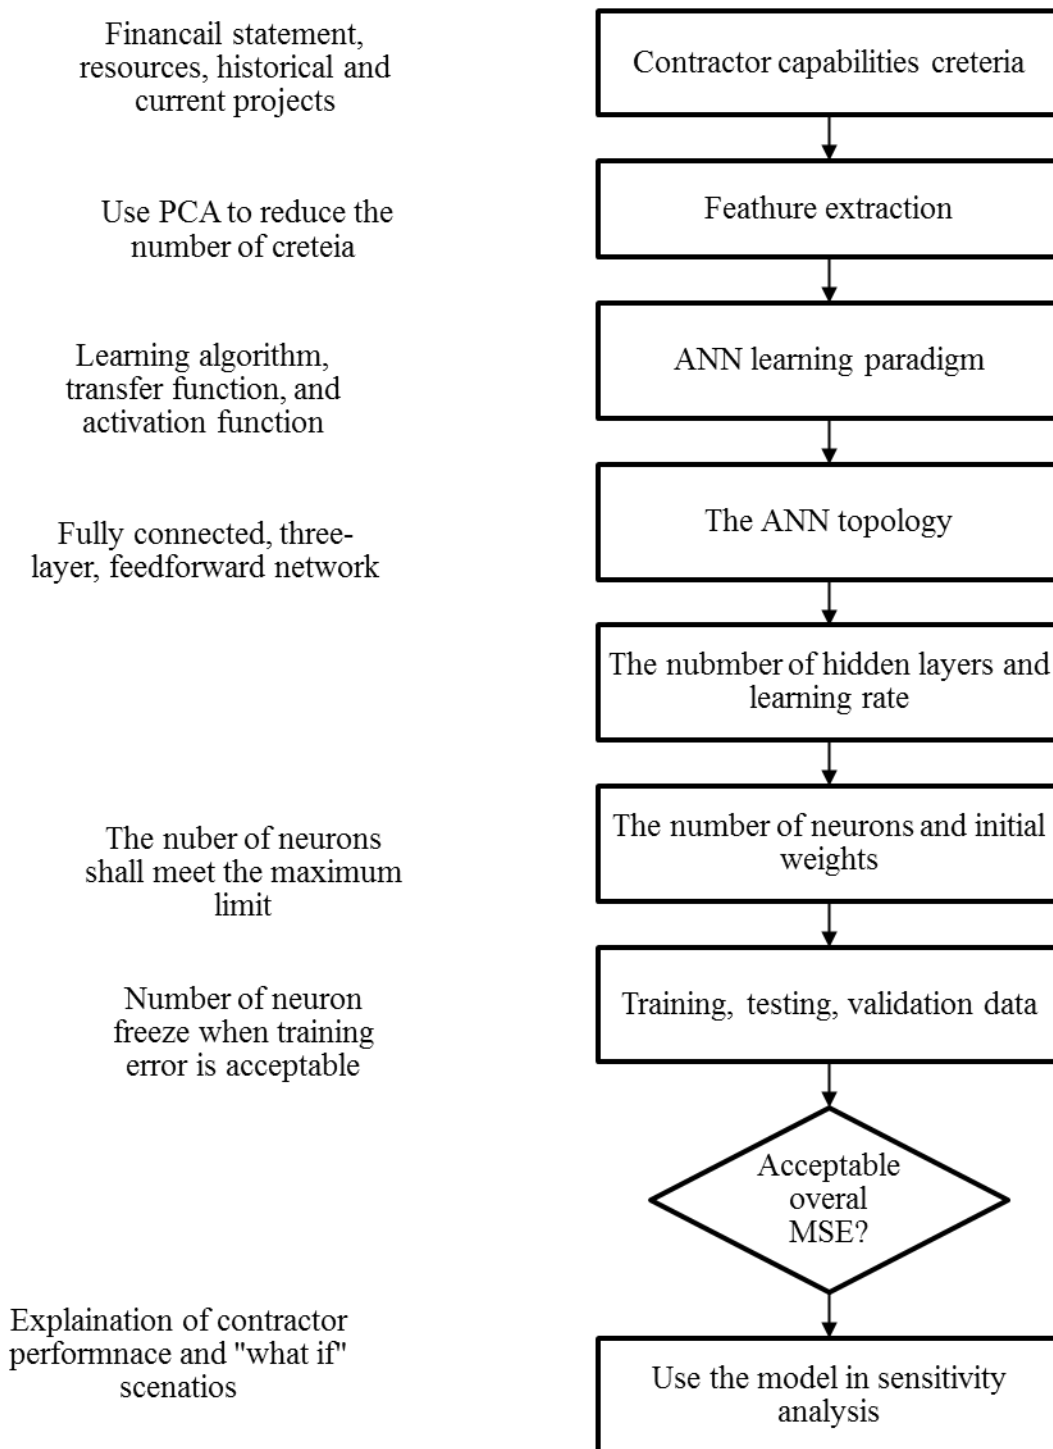 Financail statement,
resources, historical and
current projects
Contractor capabilities creteria
Use PCA to reduce the
number of creteia
Feathure extraction
Learning algorithm,
transfer function, and
activation function
ANN learning paradigm
Fully connected, three-
layer, feedforward network
The ANN topology
The nubmber of hidden layers and
learning rate
The nuber of neurons
shall meet the maximum
limit
The number of neurons and initial
weights
Number of neuron
freeze when training
error is acceptable
Training, testing, validation data
Acceptable
overal
MSE?
Explaination of contractor
performnace and "what if"
scenatios
Use the model in sensitivity
analysis